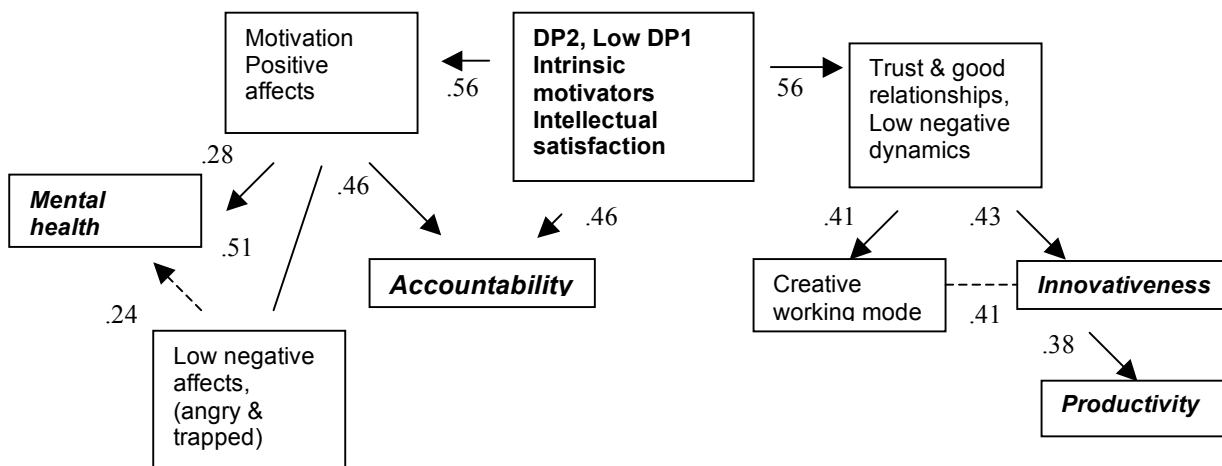 Motivation
Positive
affects
DP2, Low DP1
Intrinsic
motivators
Intellectual
satisfaction
Trust & good
relationships,
Low negative
dynamics
.56
56
.28
.46
.46
.41
.43
Mental
health
.51
Accountability
Creative
working mode
.41
Innovativeness
.24
.38
Low negative
affects,
(angry &
trapped)
Productivity